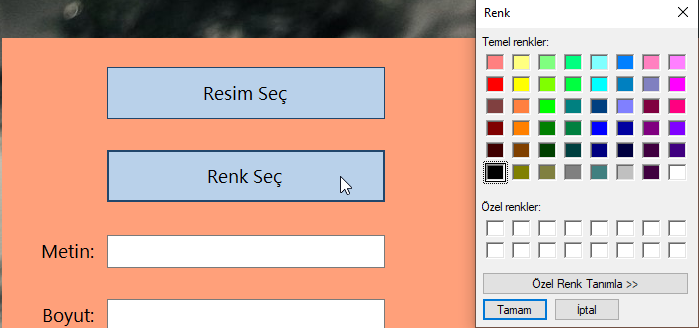 Renk
Temel renkler:
Resim Seç
Renk Seç
Özel renkler:
Metin:
Özel Renk Tanımla >>
Boyut:
Tamam
İptal